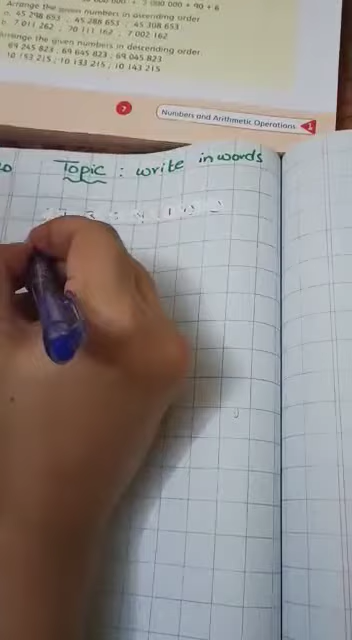 Arrange the given numbers in ascending order
45 298 653 , 45 288 653 , 45 308 653
7 011 262 , 70 111 162 , 7 002 162
Arrange the given numbers in descending order
69 245 823 , 69 645 823 , 69 045 823
10 153 215 , 10 133 215 , 10 143 215
7 Numbers and Arithmetic Operations 1
Topic : write in words